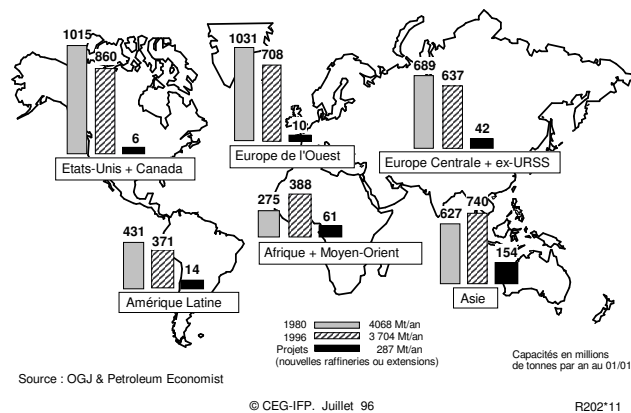 1015
860
6
Etats-Unis + Canada
1031
708
10
Europe de l'Ouest
689
637
42
Europe Centrale + ex-URSS
431
371
14
Amérique Latine
275
388
61
Afrique + Moyen-Orient
627
740
154
Asie
1980 4068 Mt/an
1996 3 704 Mt/an
Projets 287 Mt/an
(nouvelles raffineries ou extensions)
Capacités en millions
de tonnes par an au 01/01
Source : OGJ & Petroleum Economist
© CEG-IFP. Juillet 96
R202*11